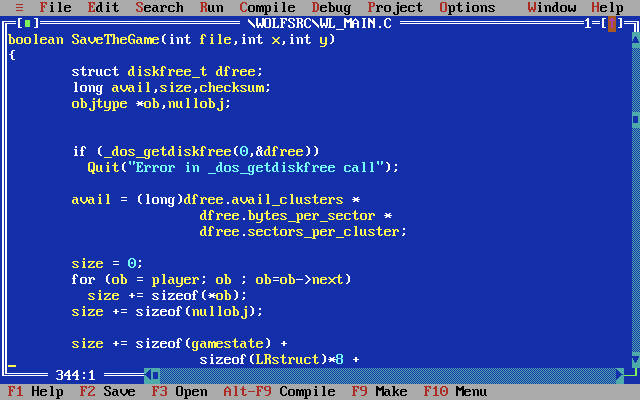 ≡ File Edit Search Run Compile Debug Project Options Window Help
[■] \WOLFSRC\WL_MAIN.C 1=[↕]
boolean SaveTheGame(int file,int x,int y)
{
struct diskfree_t dfree;
long avail,size,checksum;
objtype *ob,nullobj;
if (_dos_getdiskfree(0,&dfree))
Quit("Error in _dos_getdiskfree call");
avail = (long)dfree.avail_clusters *
dfree.bytes_per_sector *
dfree.sectors_per_cluster;
size = 0;
for (ob = player; ob ; ob=ob->next)
size += sizeof(*ob);
size += sizeof(nullobj);
size += sizeof(gamestate) +
sizeof(LRstruct)*8 +
344:1
F1 Help F2 Save F3 Open Alt-F9 Compile F9 Make F10 Menu